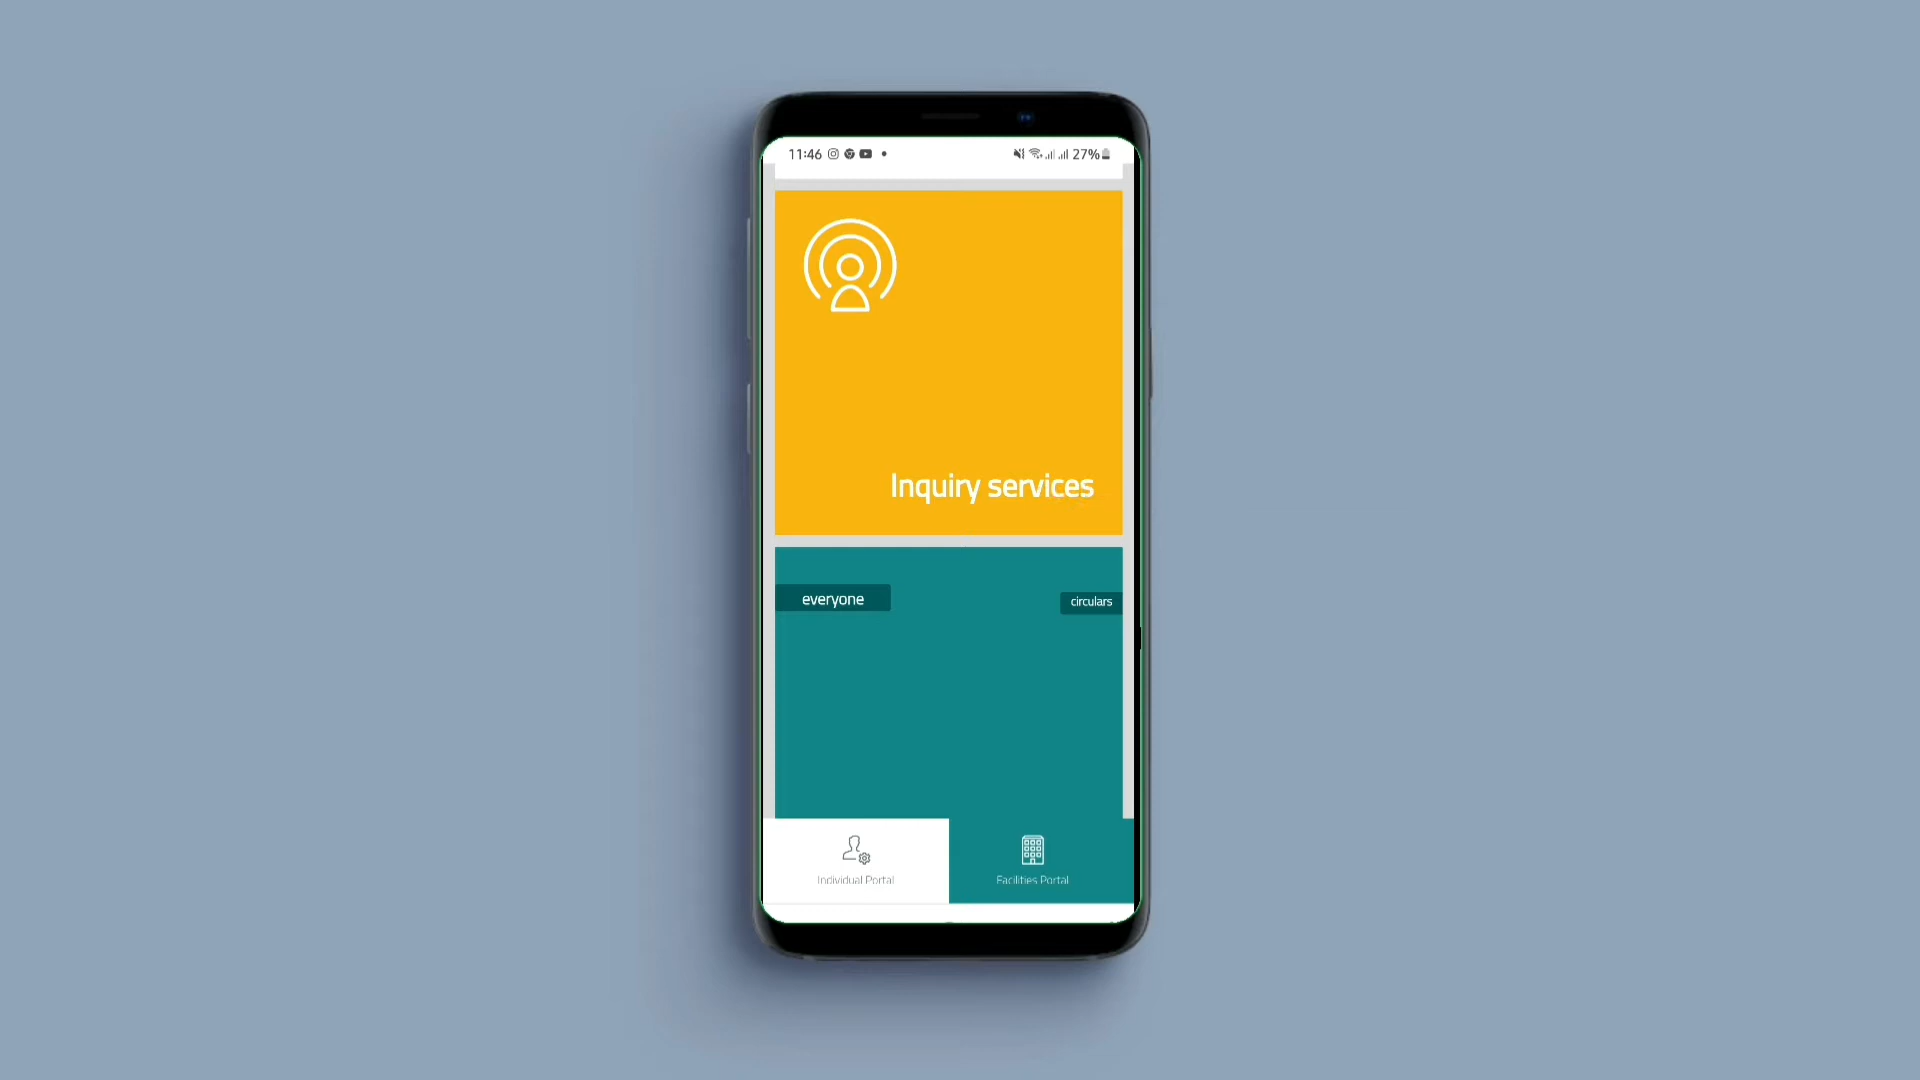 11:46
27%
Inquiry services
everyone
circulars
Individual Portal
Facilities Portal